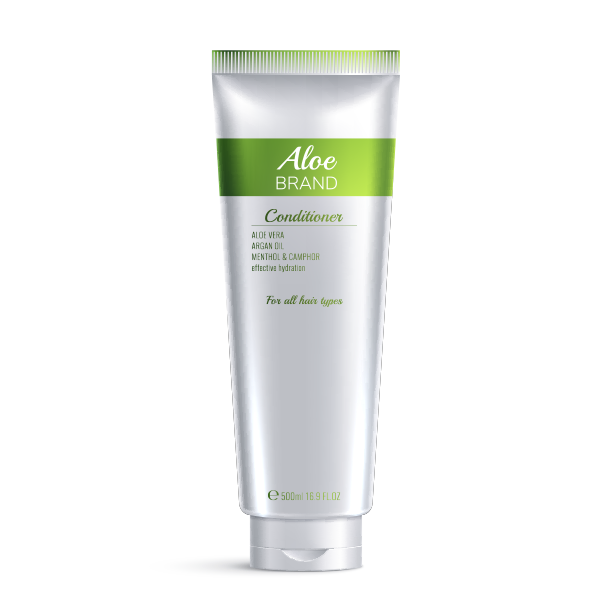 Aloe
BRAND
Conditioner
ALOE VERA
ARGAN OIL
MENTHOL & CAMPHOR
effective hydration
For all hair types
℮ 500ml 16.9 FL.OZ